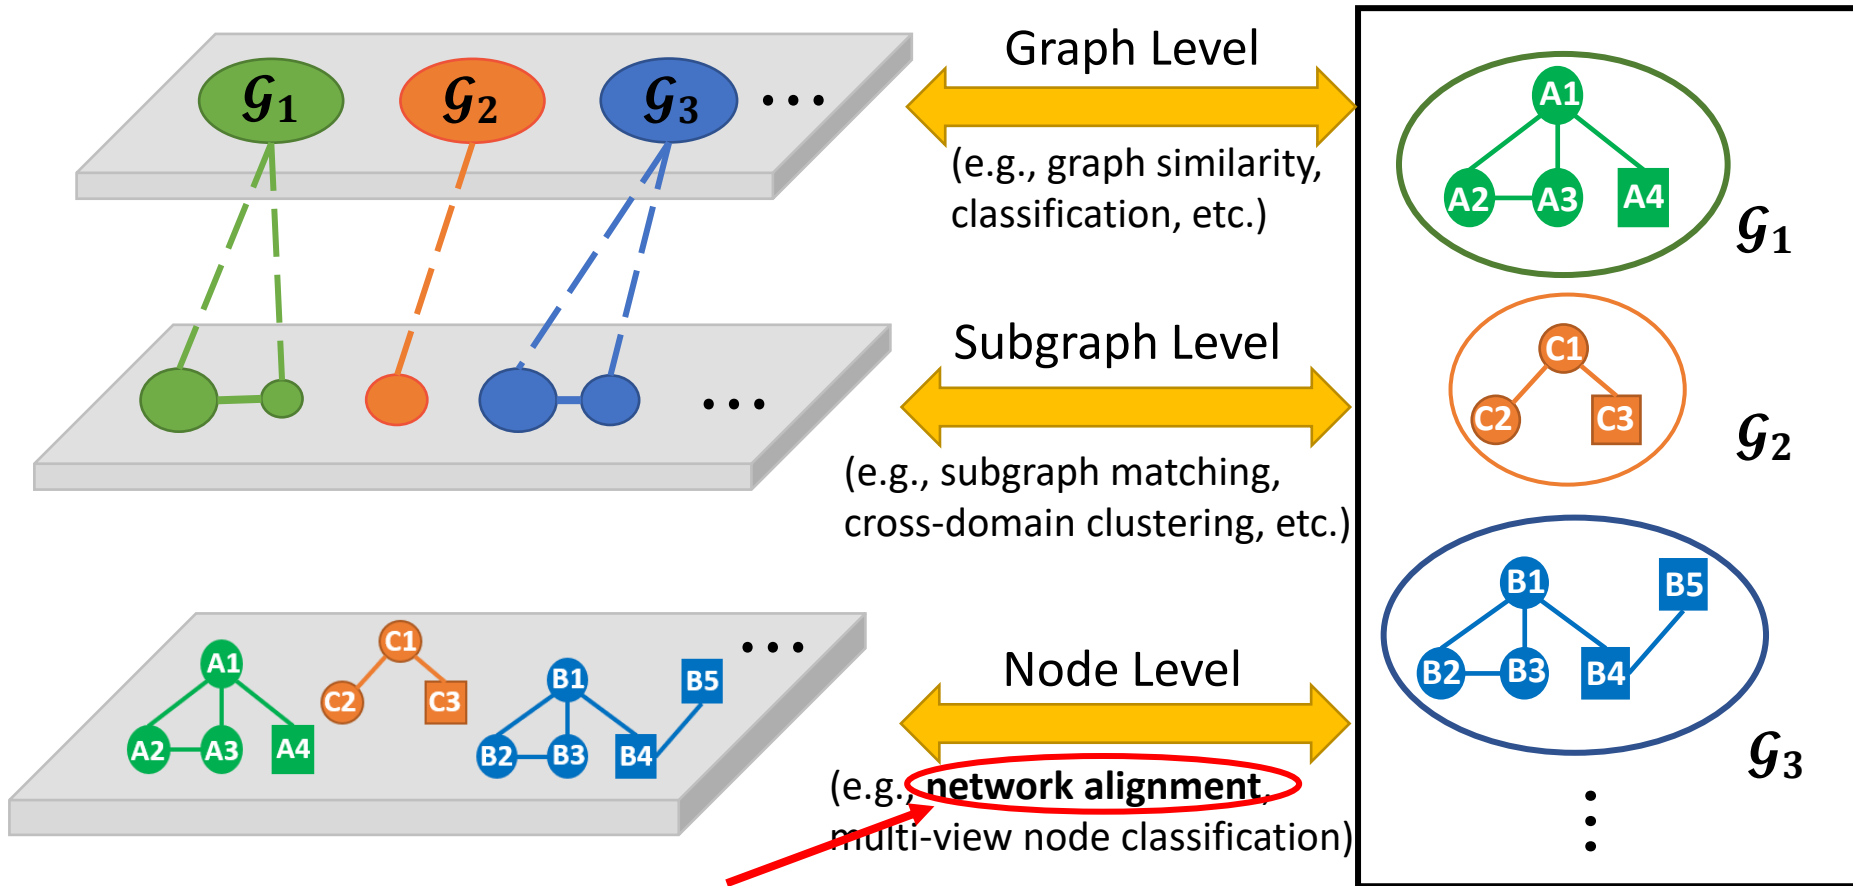 𝒢1 𝒢2 𝒢3 ...
Graph Level
(e.g., graph similarity,
classification, etc.)
Subgraph Level
...
(e.g., subgraph matching,
cross-domain clustering, etc.)
Node Level
...
(e.g., network alignment,
multi-view node classification)
A1
A2 A3 A4
C1
C2 C3
B1 B5
B2 B3 B4
A1
A2 A3 A4
𝒢1
C1
C2 C3
𝒢2
B1 B5
B2 B3 B4
𝒢3
⋮